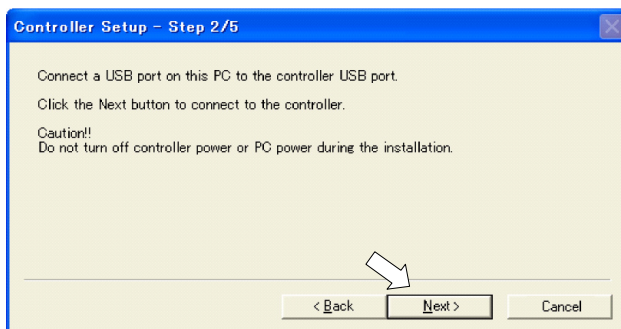 Controller Setup - Step 2/5
Connect a USB port on this PC to the controller USB port.
Click the Next button to connect to the controller.
Caution!!
Do not turn off controller power or PC power during the installation.
< Back
Next >
Cancel